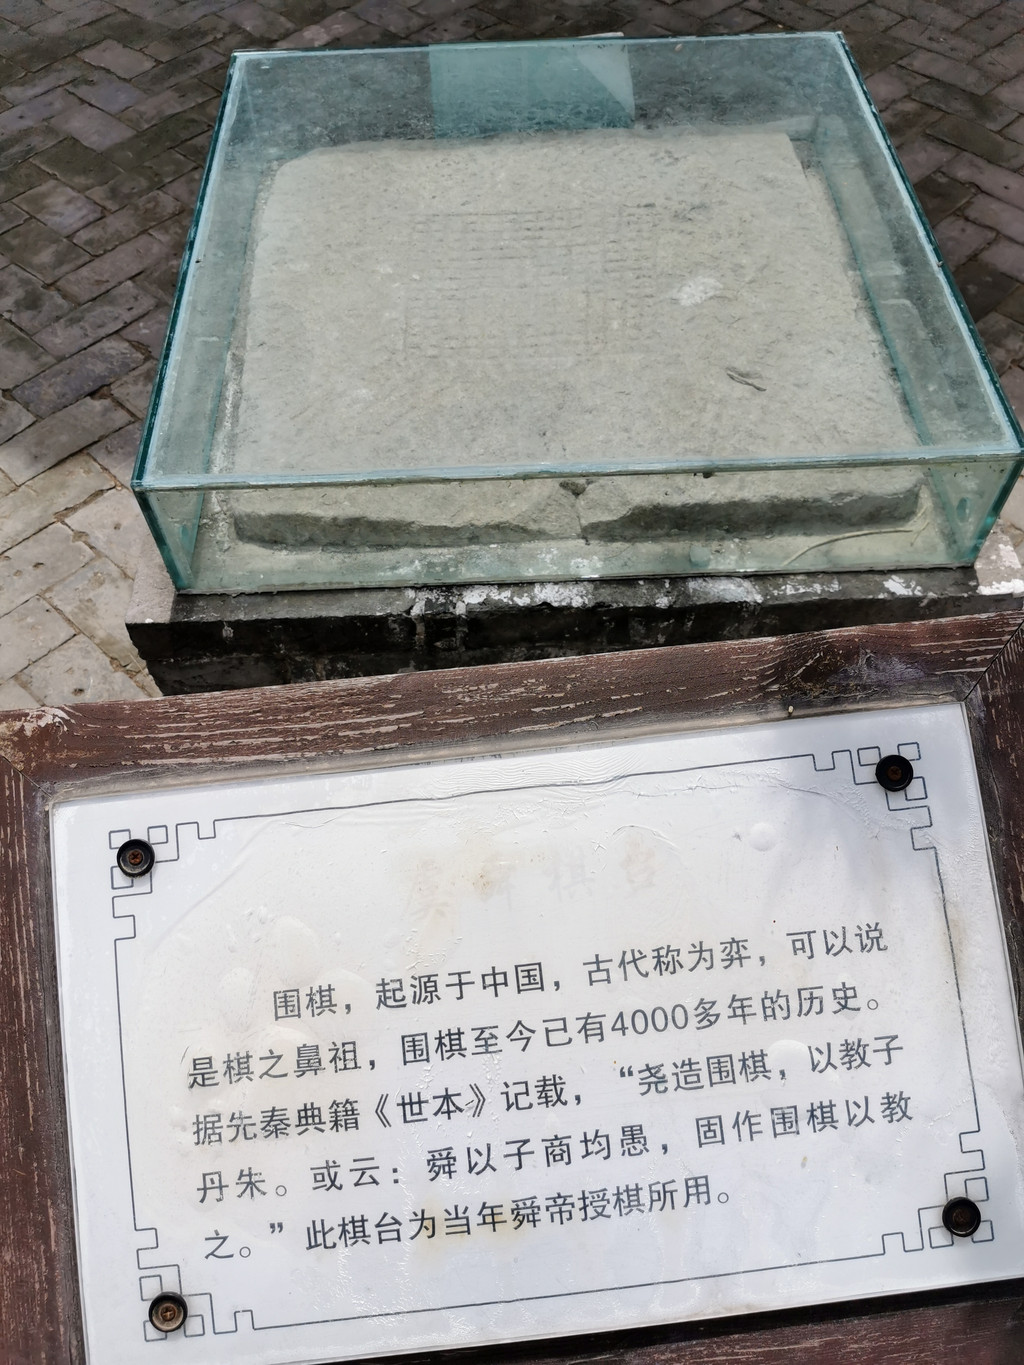 虞舜棋台
围棋，起源于中国，古代称为弈，可以说
是棋之鼻祖，围棋至今已有4000多年的历史。
据先秦典籍《世本》记载，“尧造围棋，以教子
丹朱。或云：舜以子商均愚，固作围棋以教
之。”此棋台为当年舜帝授棋所用。